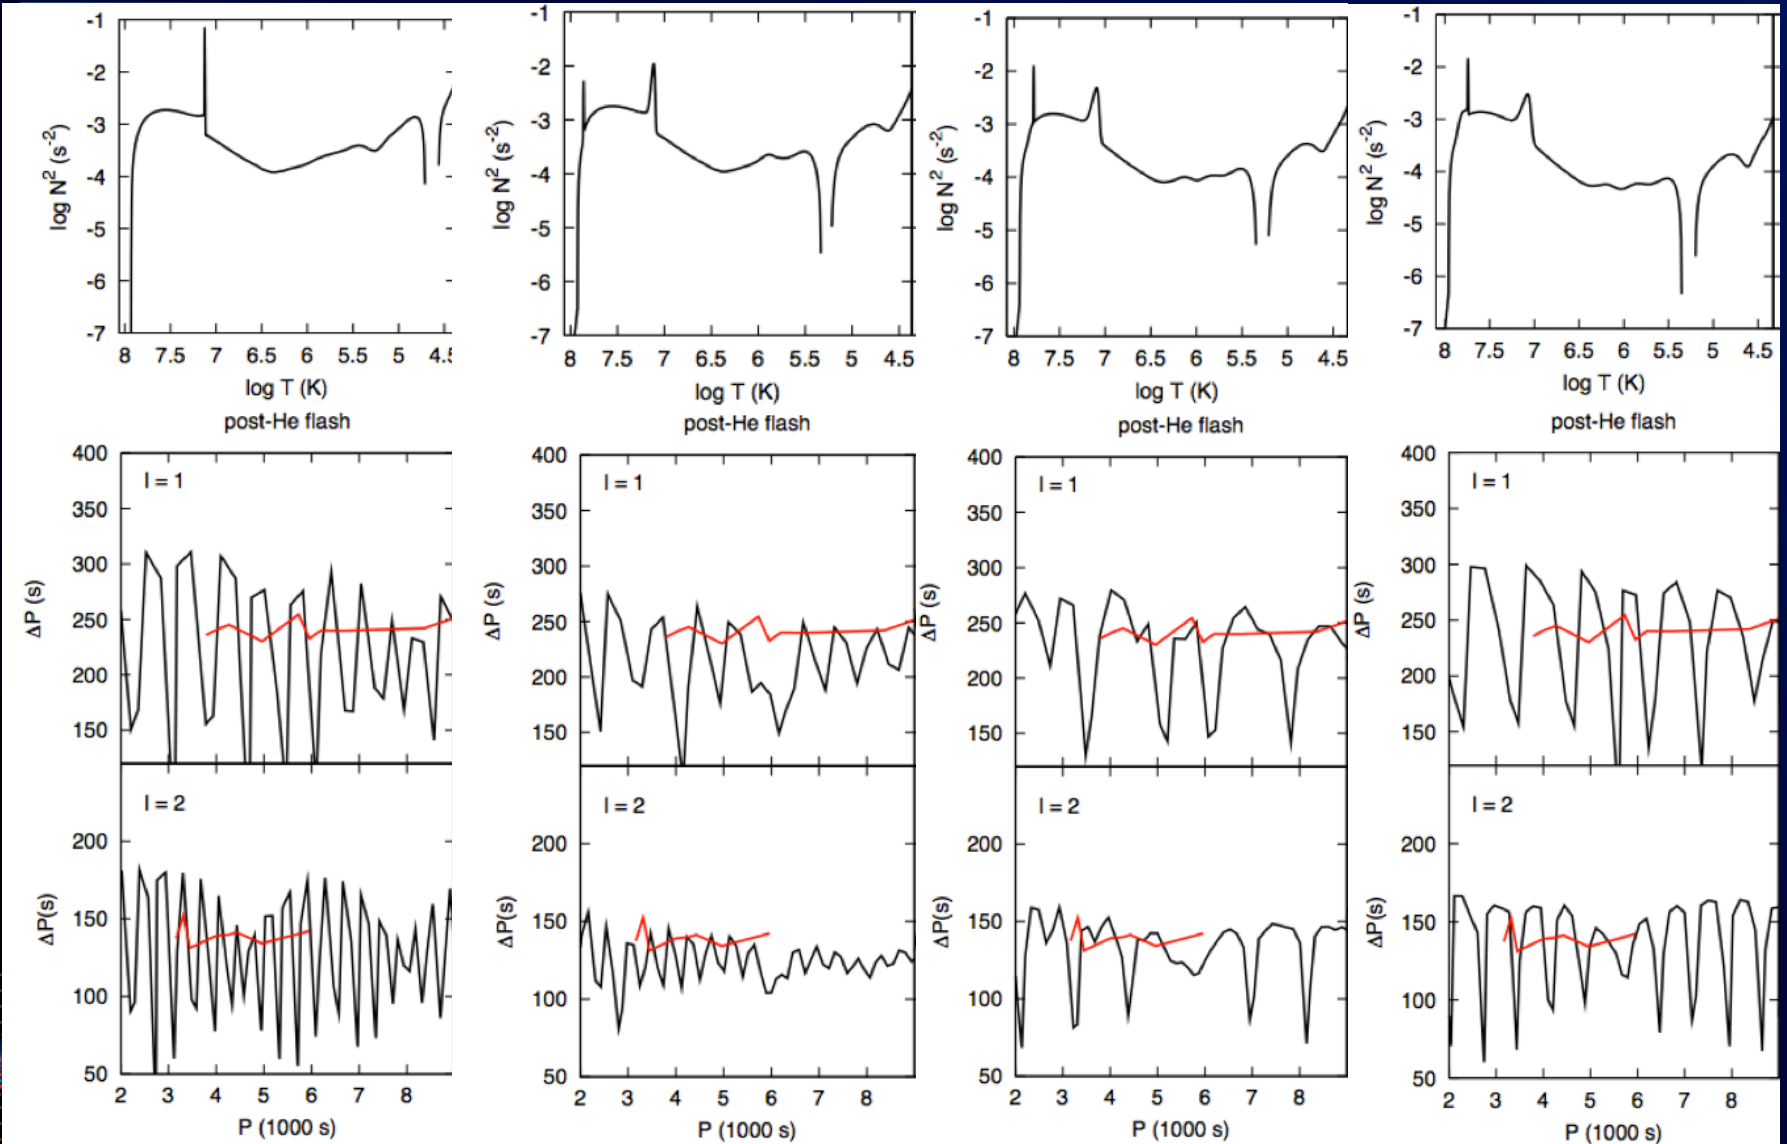 -1
-2
-3
-4
-5
-6
-7
log N² (s⁻²)
8 7.5 7 6.5 6 5.5 5 4.5
log T (K)
post-He flash
-1
-2
-3
-4
-5
-6
-7
log N² (s⁻²)
8 7.5 7 6.5 6 5.5 5 4.5
log T (K)
post-He flash
-1
-2
-3
-4
-5
-6
-7
log N² (s⁻²)
8 7.5 7 6.5 6 5.5 5 4.5
log T (K)
post-He flash
-1
-2
-3
-4
-5
-6
-7
log N² (s⁻²)
8 7.5 7 6.5 6 5.5 5 4.5
log T (K)
post-He flash
400
350
300
250
200
150
ΔP (s)
l = 1
200
150
100
50
ΔP(s)
l = 2
2 3 4 5 6 7 8
P (1000 s)
400
350
300
250
200
150
ΔP (s)
l = 1
200
150
100
50
ΔP(s)
l = 2
2 3 4 5 6 7 8
P (1000 s)
400
350
300
250
200
150
ΔP (s)
l = 1
200
150
100
50
ΔP(s)
l = 2
2 3 4 5 6 7 8
P (1000 s)
400
350
300
250
200
150
ΔP (s)
l = 1
200
150
100
50
ΔP(s)
l = 2
2 3 4 5 6 7 8
P (1000 s)